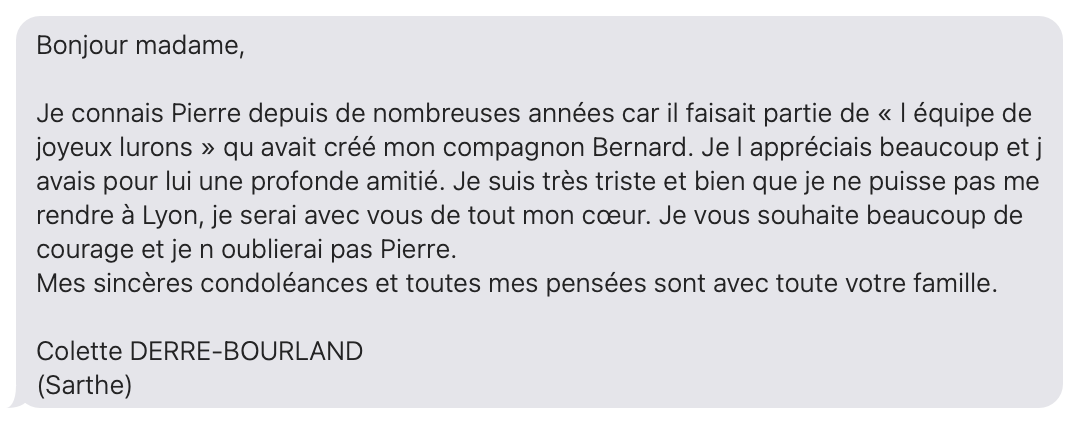 Bonjour madame,
Je connais Pierre depuis de nombreuses années car il faisait partie de « l équipe de
joyeux lurons » qu avait créé mon compagnon Bernard. Je l appréciais beaucoup et j
avais pour lui une profonde amitié. Je suis très triste et bien que je ne puisse pas me
rendre à Lyon, je serai avec vous de tout mon cœur. Je vous souhaite beaucoup de
courage et je n oublierai pas Pierre.
Mes sincères condoléances et toutes mes pensées sont avec toute votre famille.
Colette DERRE-BOURLAND
(Sarthe)